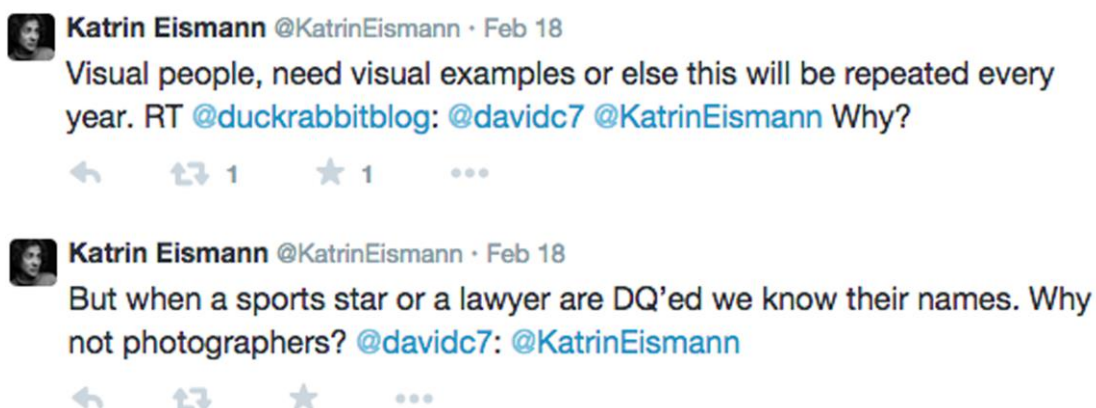 Katrin Eismann @KatrinEismann · Feb 18
Visual people, need visual examples or else this will be repeated every
year. RT @duckrabbitblog: @davidc7 @KatrinEismann Why?
1 1
Katrin Eismann @KatrinEismann · Feb 18
But when a sports star or a lawyer are DQ’ed we know their names. Why
not photographers? @davidc7: @KatrinEismann